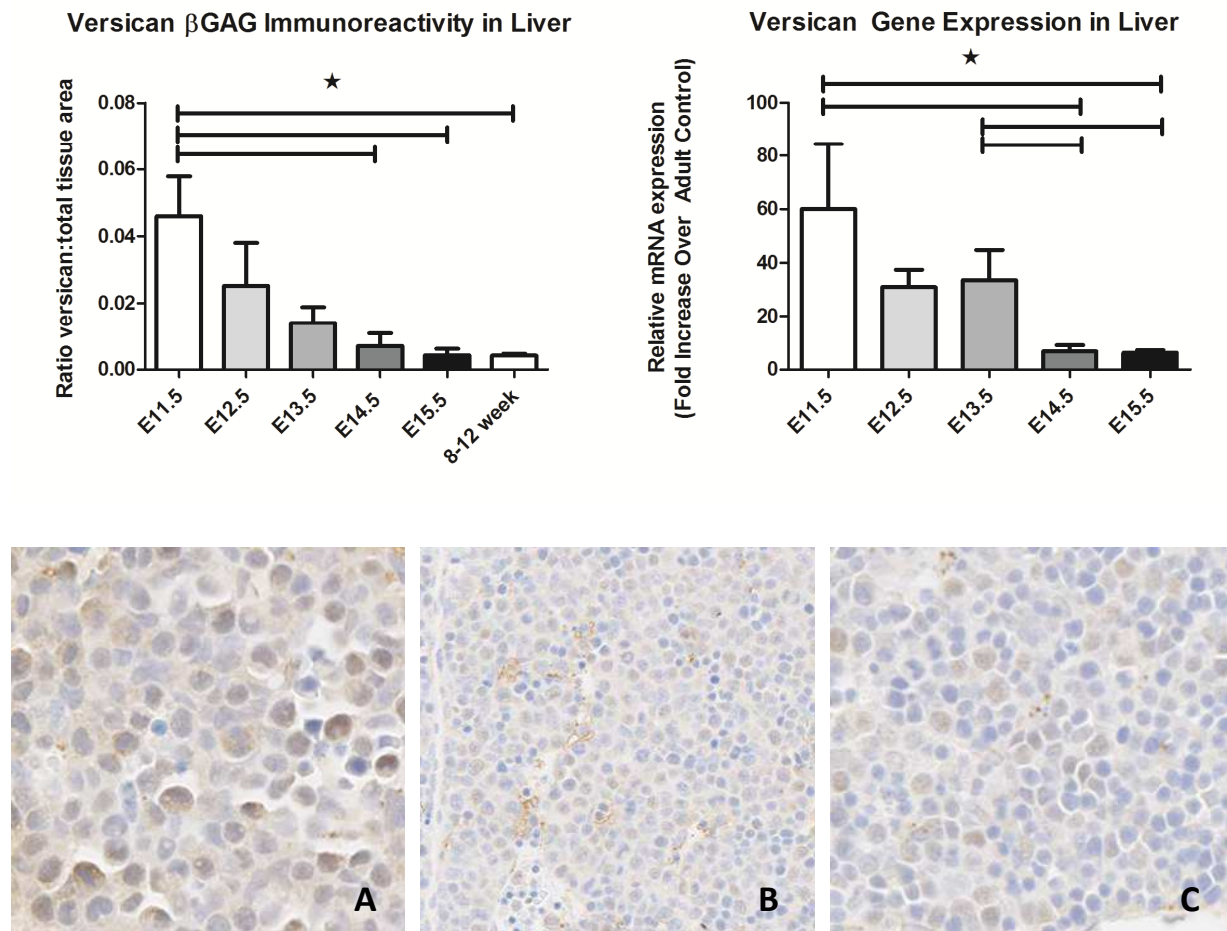 Versican βGAG Immunoreactivity in Liver
Ratio versican:total tissue area
0.08
0.06
0.04
0.02
0.00
E11.5
E12.5
E13.5
E14.5
E15.5
8-12 week
Versican Gene Expression in Liver
Relative mRNA expression
(Fold Increase Over Adult Control)
100
80
60
40
20
0
E11.5
E12.5
E13.5
E14.5
E15.5
A
B
C